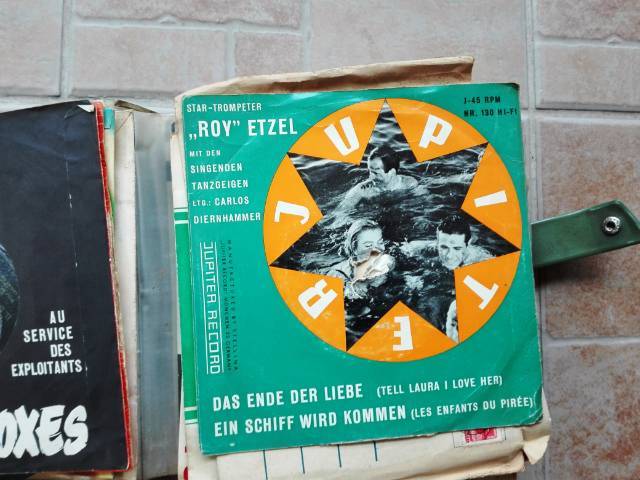 STAR-TROMPETER
„ROY” ETZEL
MIT DEN
SINGENDEN
TANZGEIGEN
LTG.: CARLOS
DIERNHAMMER
J-45 RPM
NR. 130 HI-FI
JUPITER
JUPITER RECORD
DAS ENDE DER LIEBE (TELL LAURA I LOVE HER)
EIN SCHIFF WIRD KOMMEN (LES ENFANTS DU PIRÉE)
AU
SERVICE
DES
EXPLOITANTS
OXES